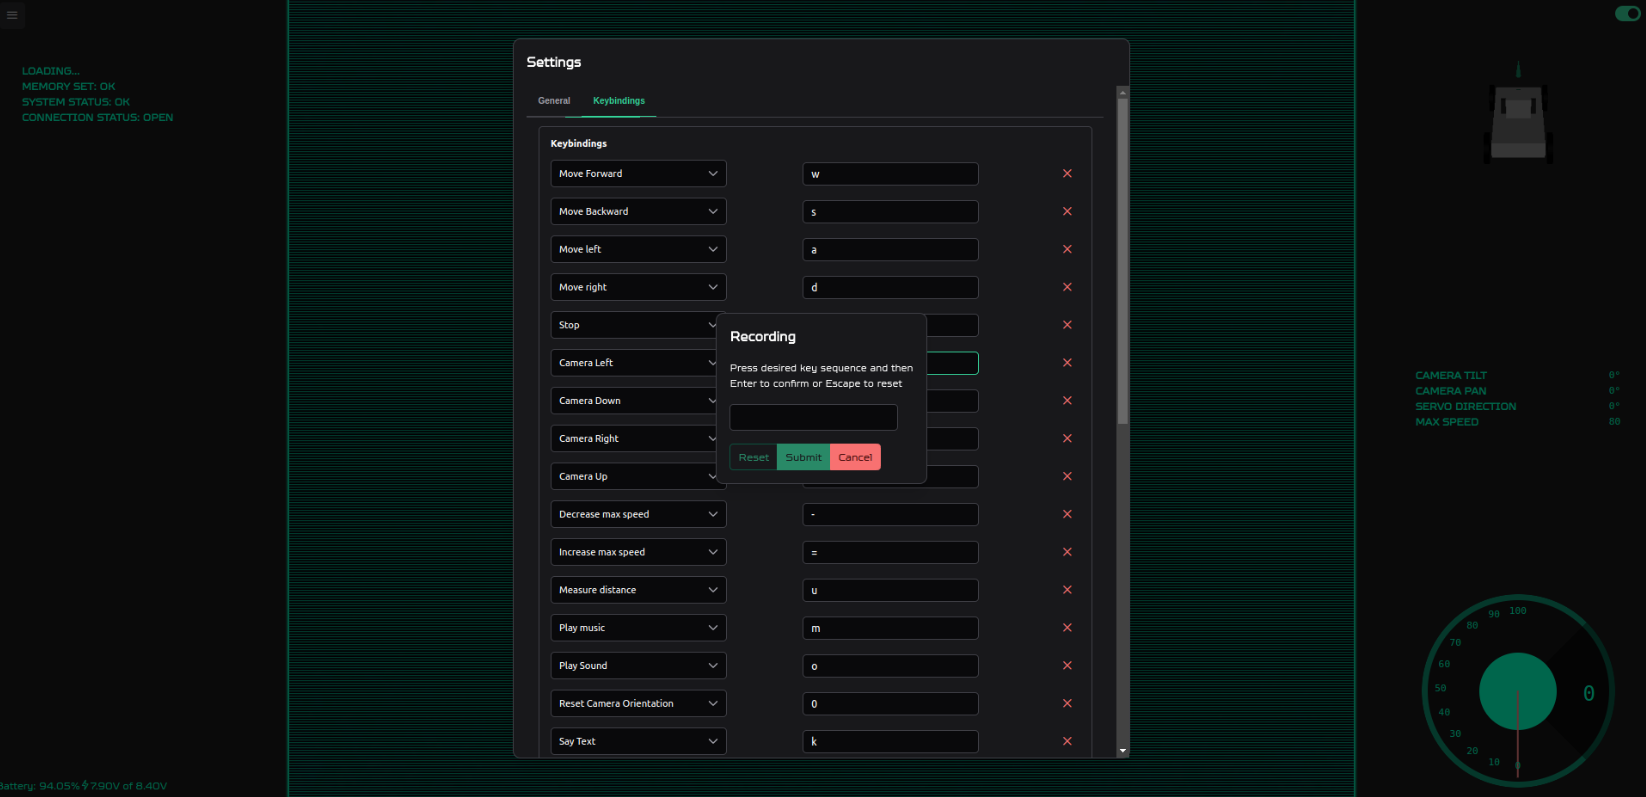 LOADING...
MEMORY SET: OK
SYSTEM STATUS: OK
CONNECTION STATUS: OPEN
Settings
General Keybindings
Keybindings
Move Forward w
Move Backward s
Move left a
Move right d
Stop
Camera Left
Camera Down
Camera Right
Camera Up
Decrease max speed -
Increase max speed =
Measure distance u
Play music m
Play Sound o
Reset Camera Orientation 0
Say Text k
Recording
Press desired key sequence and then
Enter to confirm or Escape to reset
Reset Submit Cancel
CAMERA TILT 0°
CAMERA PAN 0°
SERVO DIRECTION 0°
MAX SPEED 80
100
90
80
70
60
50
40
30
20
10
0
0
Battery: 94.05% 7.90V of 8.40V